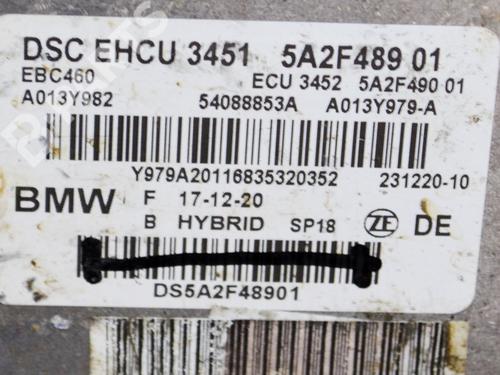 DSC EHCU 3451 5A2F489 01
EBC460 ECU 3452 5A2F490 01
A013Y982 54088853A A013Y979-A
Y979A20116835320352 231220-10
BMW F 17-12-20
B HYBRID SP18 ZF DE
DS5A2F48901